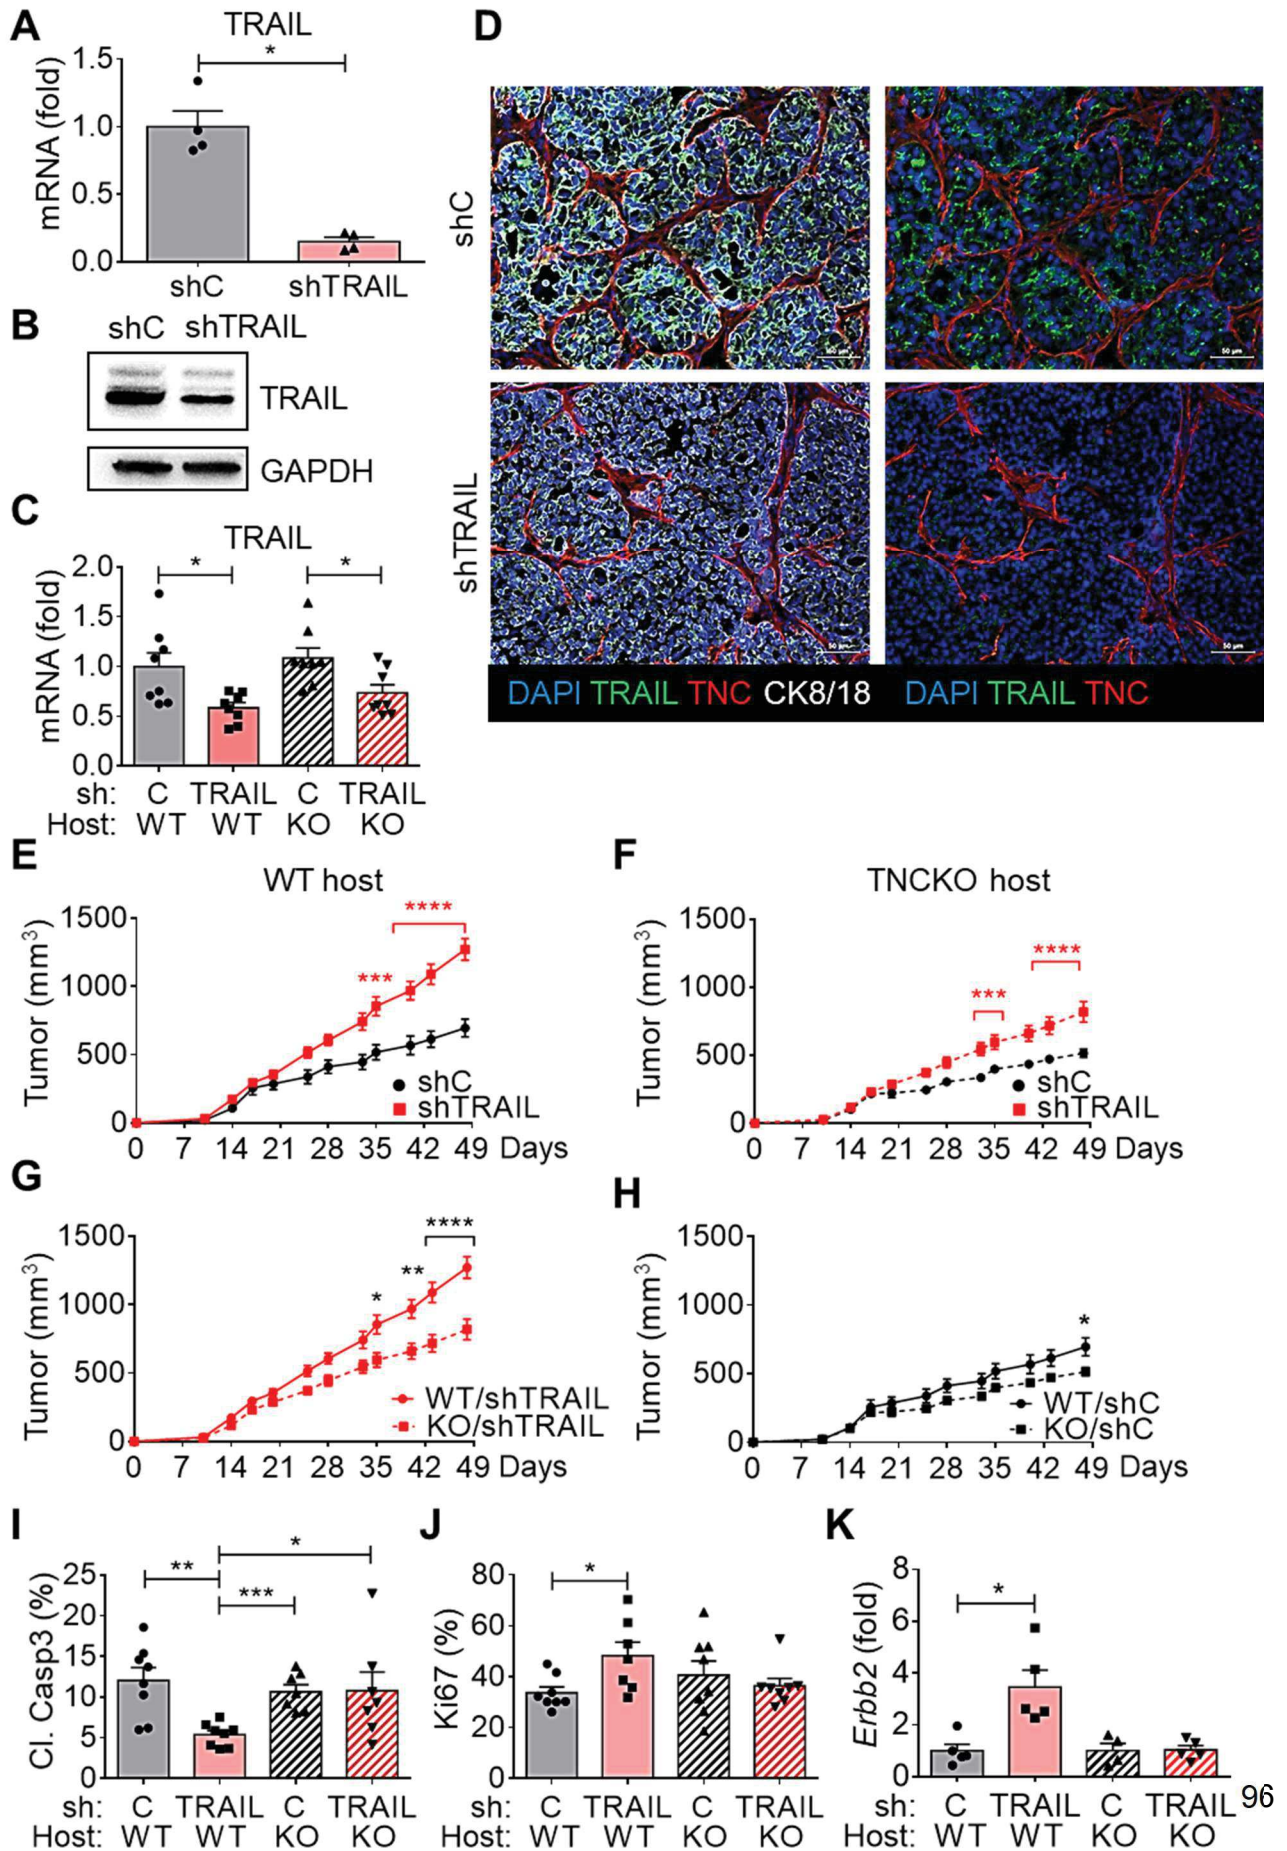 A
TRAIL
*
mRNA (fold)
1.5
1.0
0.5
0.0
shC
shTRAIL
B
shC shTRAIL
TRAIL
GAPDH
C
TRAIL
* *
mRNA (fold)
2.0
1.5
1.0
0.5
0.0
sh: C TRAIL C TRAIL
Host: WT WT KO KO
D
shC
50 µm
50 µm
shTRAIL
50 µm
50 µm
DAPI TRAIL TNC CK8/18 DAPI TRAIL TNC
E
WT host
Tumor (mm³)
1500
1000
500
0
***
****
shC
shTRAIL
0 7 14 21 28 35 42 49 Days
F
TNCKO host
Tumor (mm³)
1500
1000
500
0
***
****
shC
shTRAIL
0 7 14 21 28 35 42 49 Days
G
Tumor (mm³)
1500
1000
500
0
*
**
****
WT/shTRAIL
KO/shTRAIL
0 7 14 21 28 35 42 49 Days
H
Tumor (mm³)
1500
1000
500
0
*
WT/shC
KO/shC
0 7 14 21 28 35 42 49 Days
I
Cl. Casp3 (%)
25
20
15
10
5
0
*
**
***
sh: C TRAIL C TRAIL
Host: WT WT KO KO
J
Ki67 (%)
80
60
40
20
0
*
C TRAIL C TRAIL
WT WT KO KO
K
Erbb2 (fold)
8
6
4
2
0
*
sh: C TRAIL C TRAIL
Host: WT WT KO KO
96